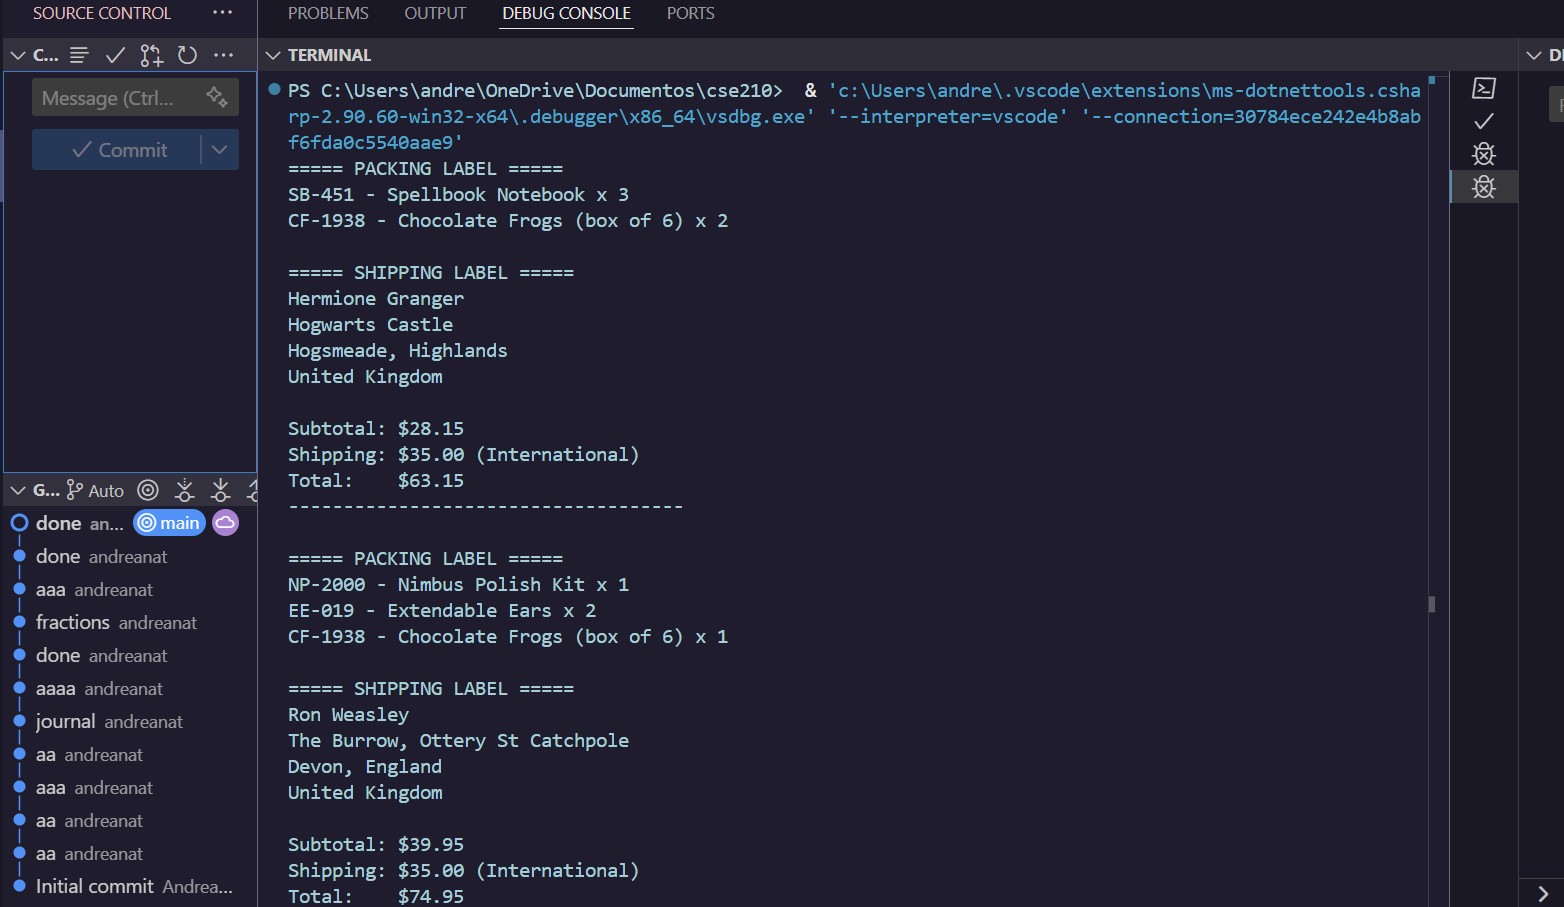 SOURCE CONTROL
C...
Message (Ctrl...
Commit
G... Auto
done an... main
done andreanat
aaa andreanat
fractions andreanat
done andreanat
aaaa andreanat
journal andreanat
aa andreanat
aaa andreanat
aa andreanat
aa andreanat
Initial commit Andrea...
PROBLEMS OUTPUT DEBUG CONSOLE PORTS
TERMINAL
PS C:\Users\andre\OneDrive\Documentos\cse210>  & 'c:\Users\andre\.vscode\extensions\ms-dotnettools.csha
rp-2.90.60-win32-x64\.debugger\x86_64\vsdbg.exe' '--interpreter=vscode' '--connection=30784ece242e4b8ab
f6fda0c5540aae9'
===== PACKING LABEL =====
SB-451 - Spellbook Notebook x 3
CF-1938 - Chocolate Frogs (box of 6) x 2
===== SHIPPING LABEL =====
Hermione Granger
Hogwarts Castle
Hogsmeade, Highlands
United Kingdom
Subtotal: $28.15
Shipping: $35.00 (International)
Total:    $63.15
------------------------------------
===== PACKING LABEL =====
NP-2000 - Nimbus Polish Kit x 1
EE-019 - Extendable Ears x 2
CF-1938 - Chocolate Frogs (box of 6) x 1
===== SHIPPING LABEL =====
Ron Weasley
The Burrow, Ottery St Catchpole
Devon, England
United Kingdom
Subtotal: $39.95
Shipping: $35.00 (International)
Total:    $74.95